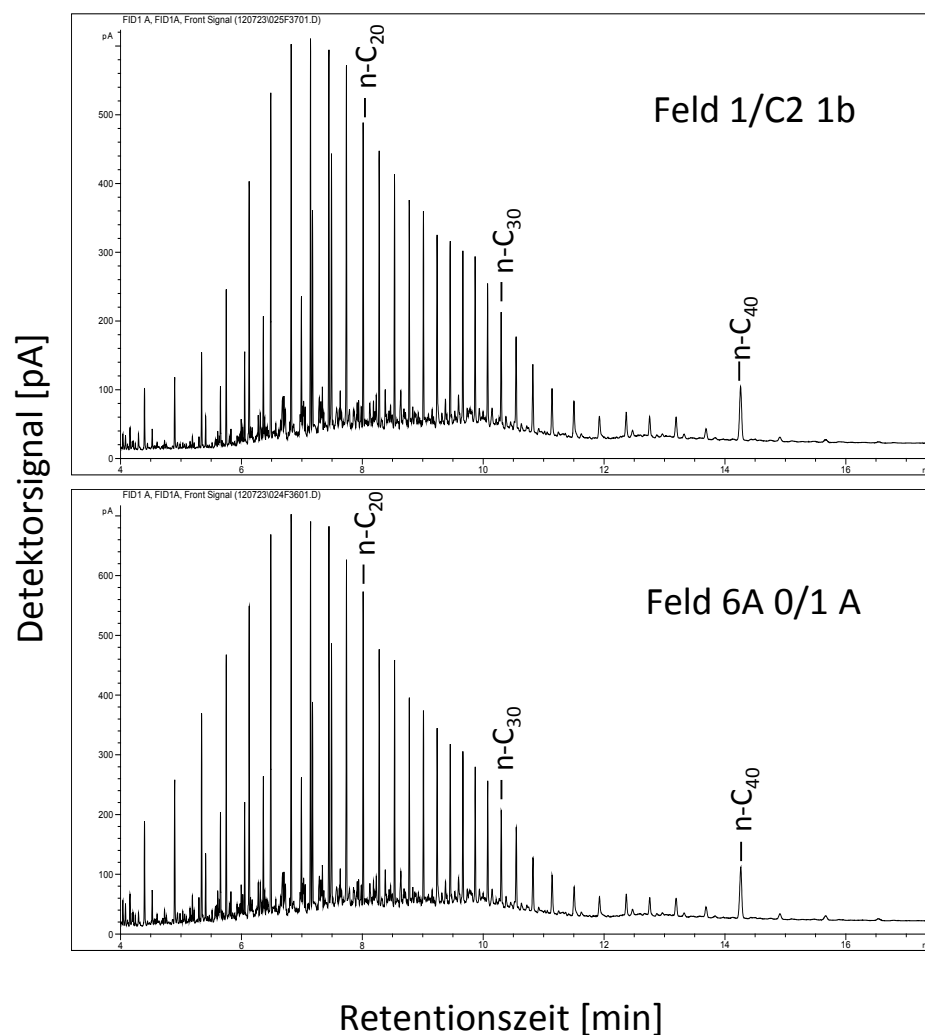 FID1 A, FID1A, Front Signal (120723\025F3701.D)
pA
n-C20
Feld 1/C2 1b
500
400
300
n-C30
200
n-C40
100
0
4 6 8 10 12 14 16
Detektorsignal [pA]
FID1 A, FID1A, Front Signal (120723\024F3601.D)
pA
n-C20
600
Feld 6A 0/1 A
500
400
300
n-C30
200
n-C40
100
0
4 6 8 10 12 14 16
Retentionszeit [min]